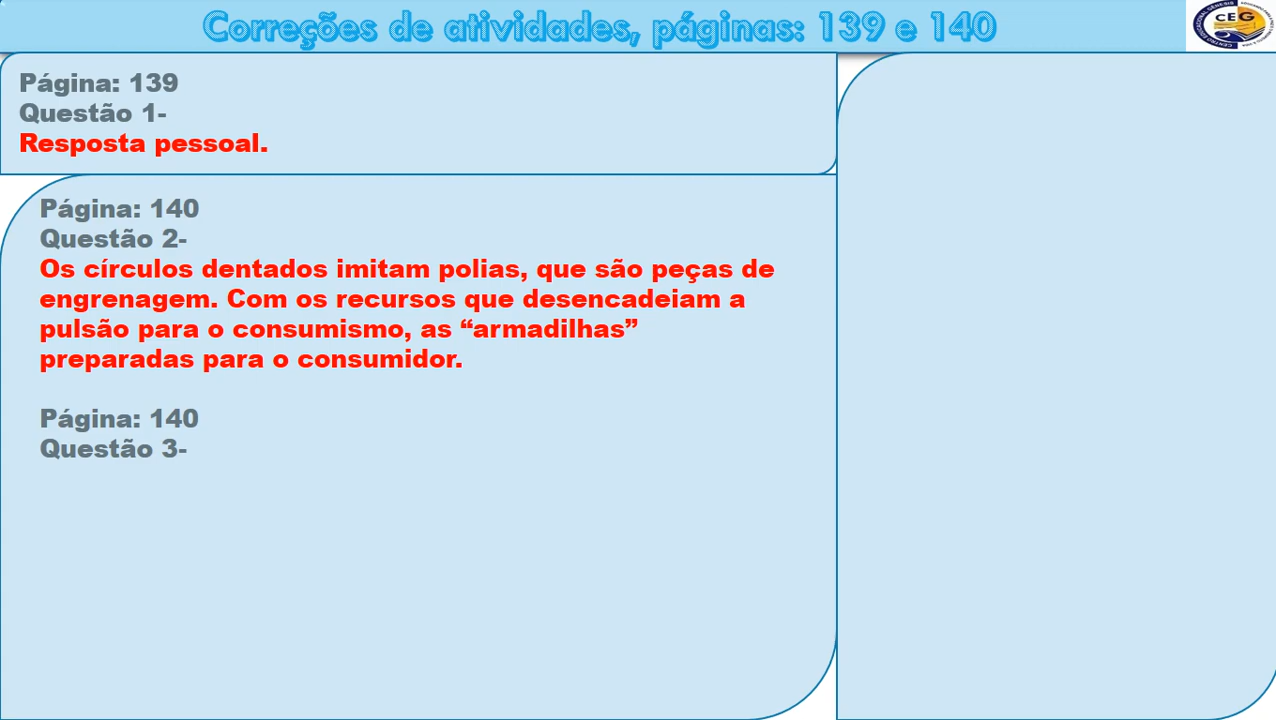 Correções de atividades, páginas: 139 e 140
CEG
Página: 139
Questão 1-
Resposta pessoal.
Página: 140
Questão 2-
Os círculos dentados imitam polias, que são peças de
engrenagem. Com os recursos que desencadeiam a
pulsão para o consumismo, as “armadilhas”
preparadas para o consumidor.
Página: 140
Questão 3-